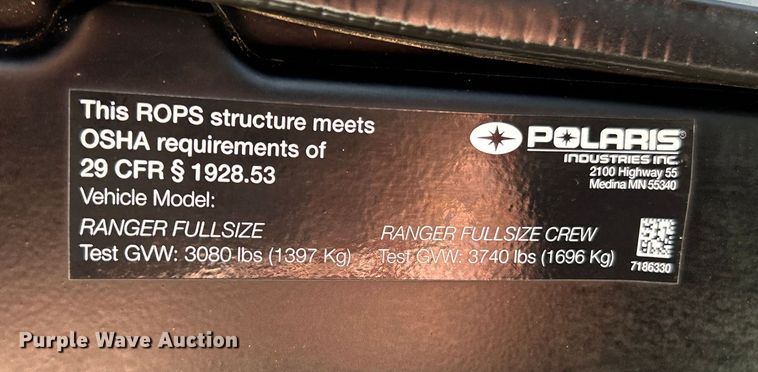 This ROPS structure meets
OSHA requirements of
29 CFR § 1928.53
Vehicle Model:
RANGER FULLSIZE
Test GVW: 3080 lbs (1397 Kg)
RANGER FULLSIZE CREW
Test GVW: 3740 lbs (1696 Kg)
POLARIS®
INDUSTRIES INC.
2100 Highway 55
Medina MN 55340
7186330
Purple Wave Auction